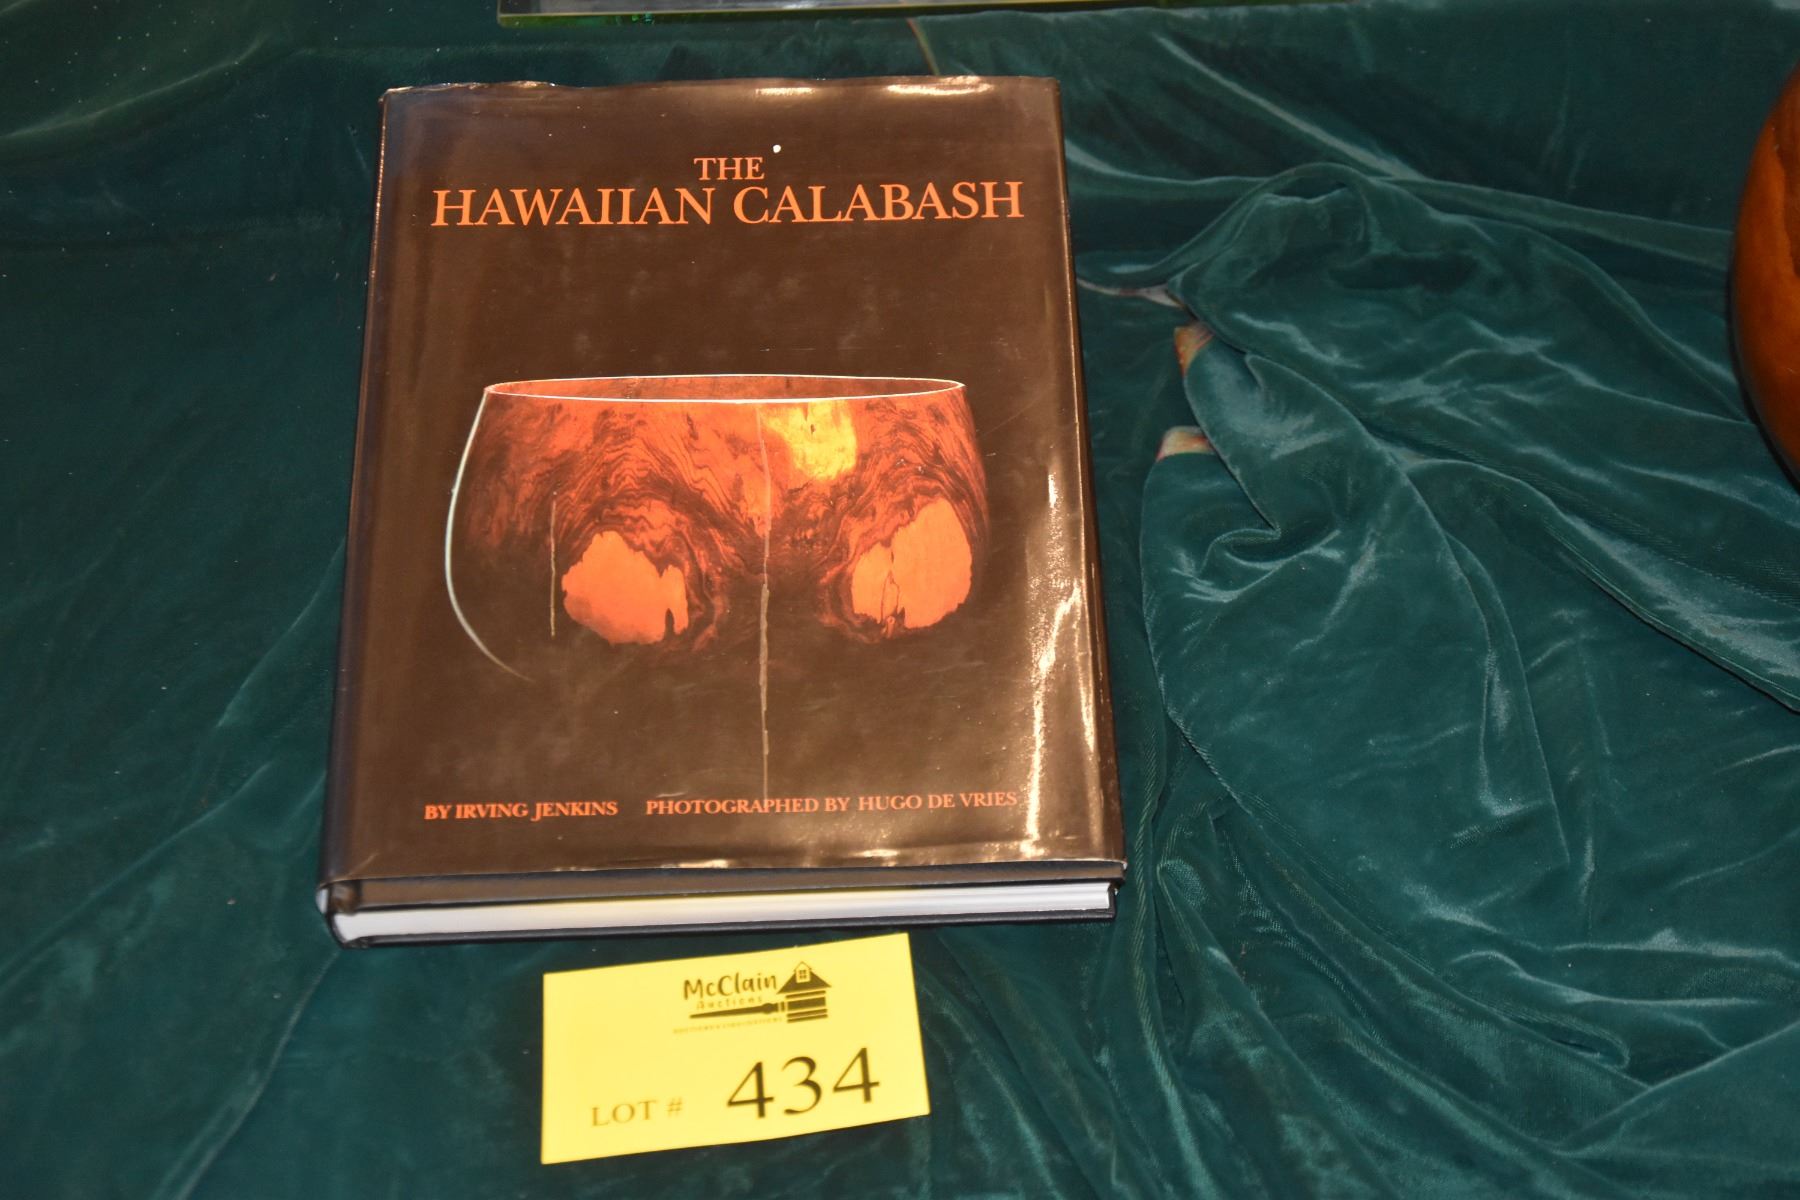 THE
HAWAIIAN CALABASH
BY IRVING JENKINS PHOTOGRAPHED BY HUGO DE VRIES
McClain
Auctions
LOT # 434